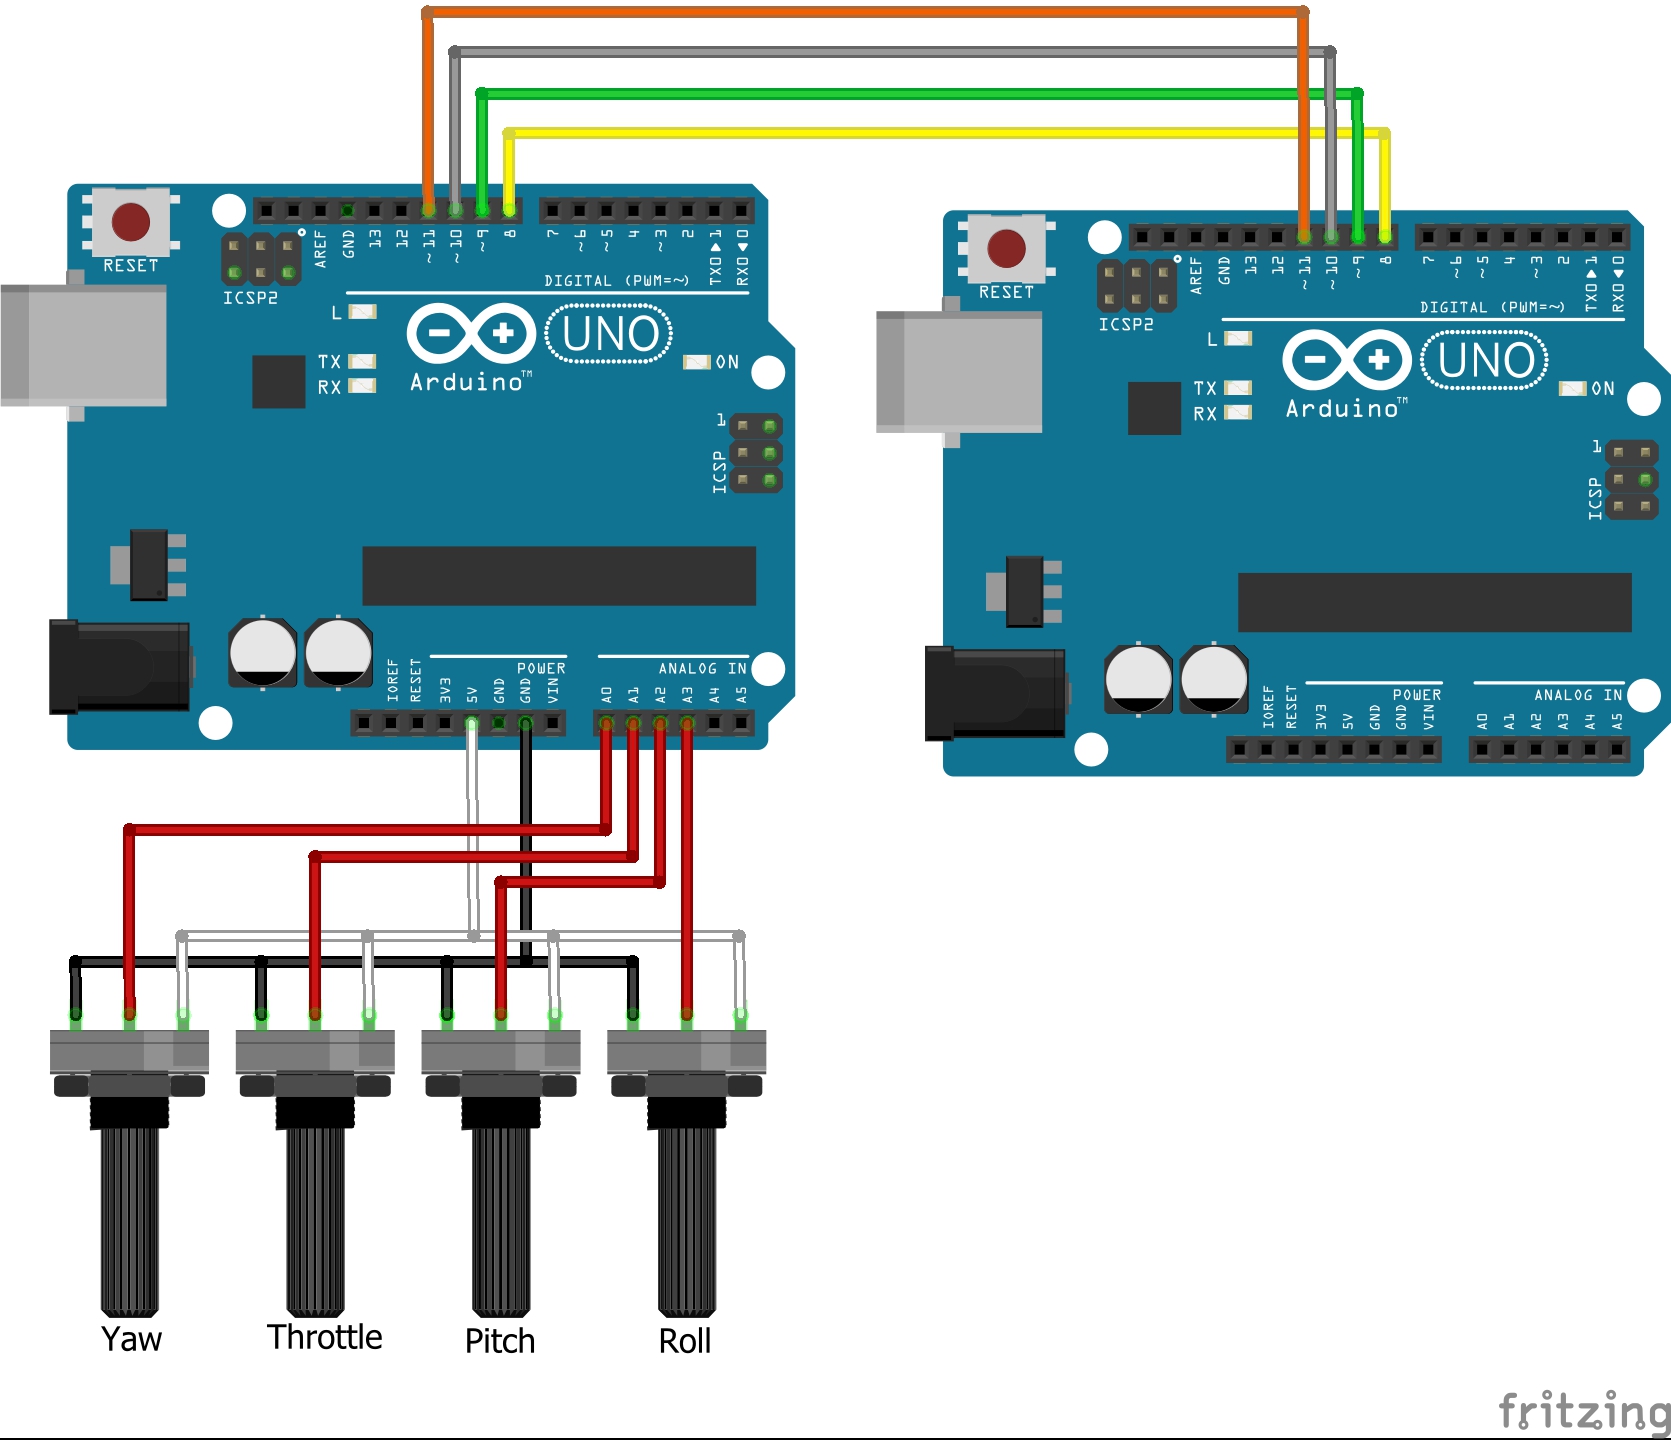 RESET
ICSP2
AREF
GND
13
12
~11
~10
~9
8
7
~6
~5
4
~3
2
TX0▶1
RX0◀0
DIGITAL (PWM=~)
L
TX
RX
Arduino™
UNO
ON
1
ICSP
IOREF
RESET
3V3
5V
GND
GND
VIN
POWER
A0
A1
A2
A3
A4
A5
ANALOG IN
RESET
ICSP2
AREF
GND
13
12
~11
~10
~9
8
7
~6
~5
4
~3
2
TX0▶1
RX0◀0
DIGITAL (PWM=~)
L
TX
RX
Arduino™
UNO
ON
1
ICSP
IOREF
RESET
3V3
5V
GND
GND
VIN
POWER
A0
A1
A2
A3
A4
A5
ANALOG IN
Yaw
Throttle
Pitch
Roll
fritzing